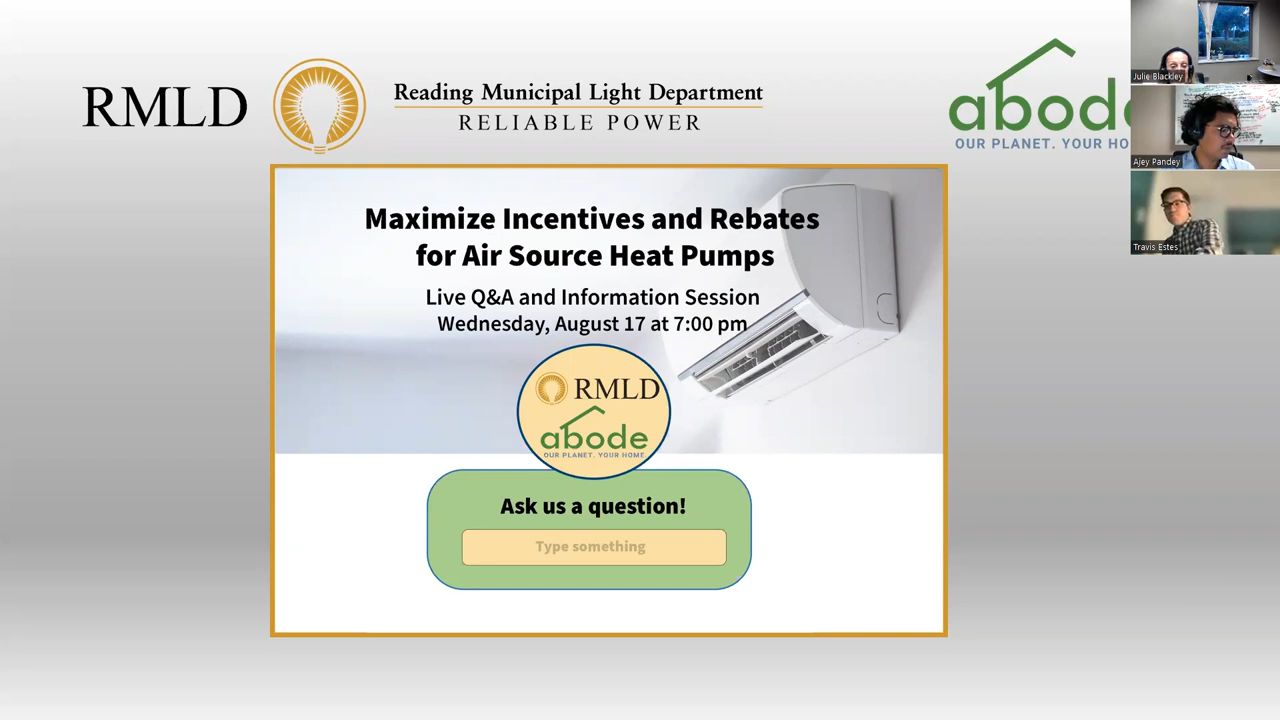 RMLD
Reading Municipal Light Department
RELIABLE POWER
abode
OUR PLANET. YOUR HO
Julie Blackley
Ajey Pandey
Travis Estes
Maximize Incentives and Rebates
for Air Source Heat Pumps
Live Q&A and Information Session
Wednesday, August 17 at 7:00 pm
RMLD
abode
OUR PLANET. YOUR HOME.
Ask us a question!
Type something